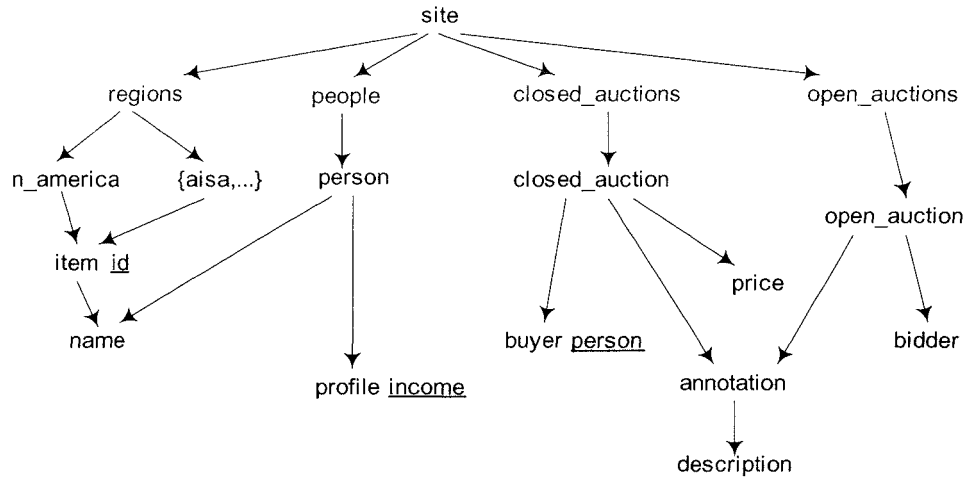 site
regions people closed_auctions open_auctions
n_america {aisa,...} person closed_auction
open_auction
item id
price
name buyer person bidder
profile income annotation
description